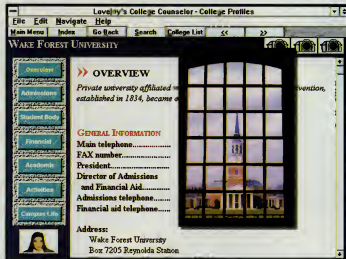 Lovejoy's College Counselor - College Profiles
File Edit Navigate Help
Main Menu Index Go Back Search College List << >>
WAKE FOREST UNIVERSITY
Overview
Admissions
Student Body
Financial
Academic
Activities
Campus Life
>> OVERVIEW
Private university affiliated
established in 1834, became
GENERAL INFORMATION
Main telephone...............
FAX number..................
President......................
Director of Admissions
and Financial Aid...........
Admissions telephone.......
Financial aid telephone......
Address:
Wake Forest University
Box 7205 Reynolda Station